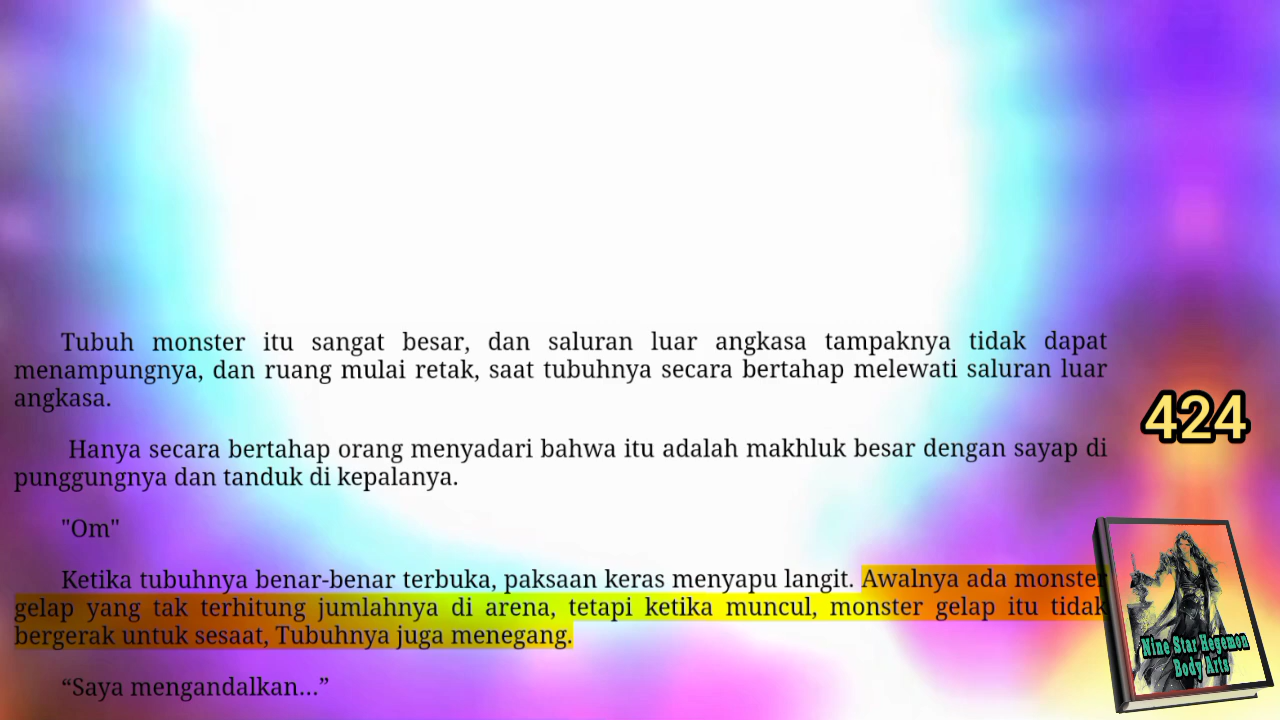 Tubuh monster itu sangat besar, dan saluran luar angkasa tampaknya tidak dapat
menampungnya, dan ruang mulai retak, saat tubuhnya secara bertahap melewati saluran luar
angkasa.
Hanya secara bertahap orang menyadari bahwa itu adalah makhluk besar dengan sayap di
punggungnya dan tanduk di kepalanya.
"Om"
Ketika tubuhnya benar-benar terbuka, paksaan keras menyapu langit. Awalnya ada monster
gelap yang tak terhitung jumlahnya di arena, tetapi ketika muncul, monster gelap itu tidak
bergerak untuk sesaat, Tubuhnya juga menegang.
“Saya mengandalkan...”
424
Nine Star Hegemon
Body Arts